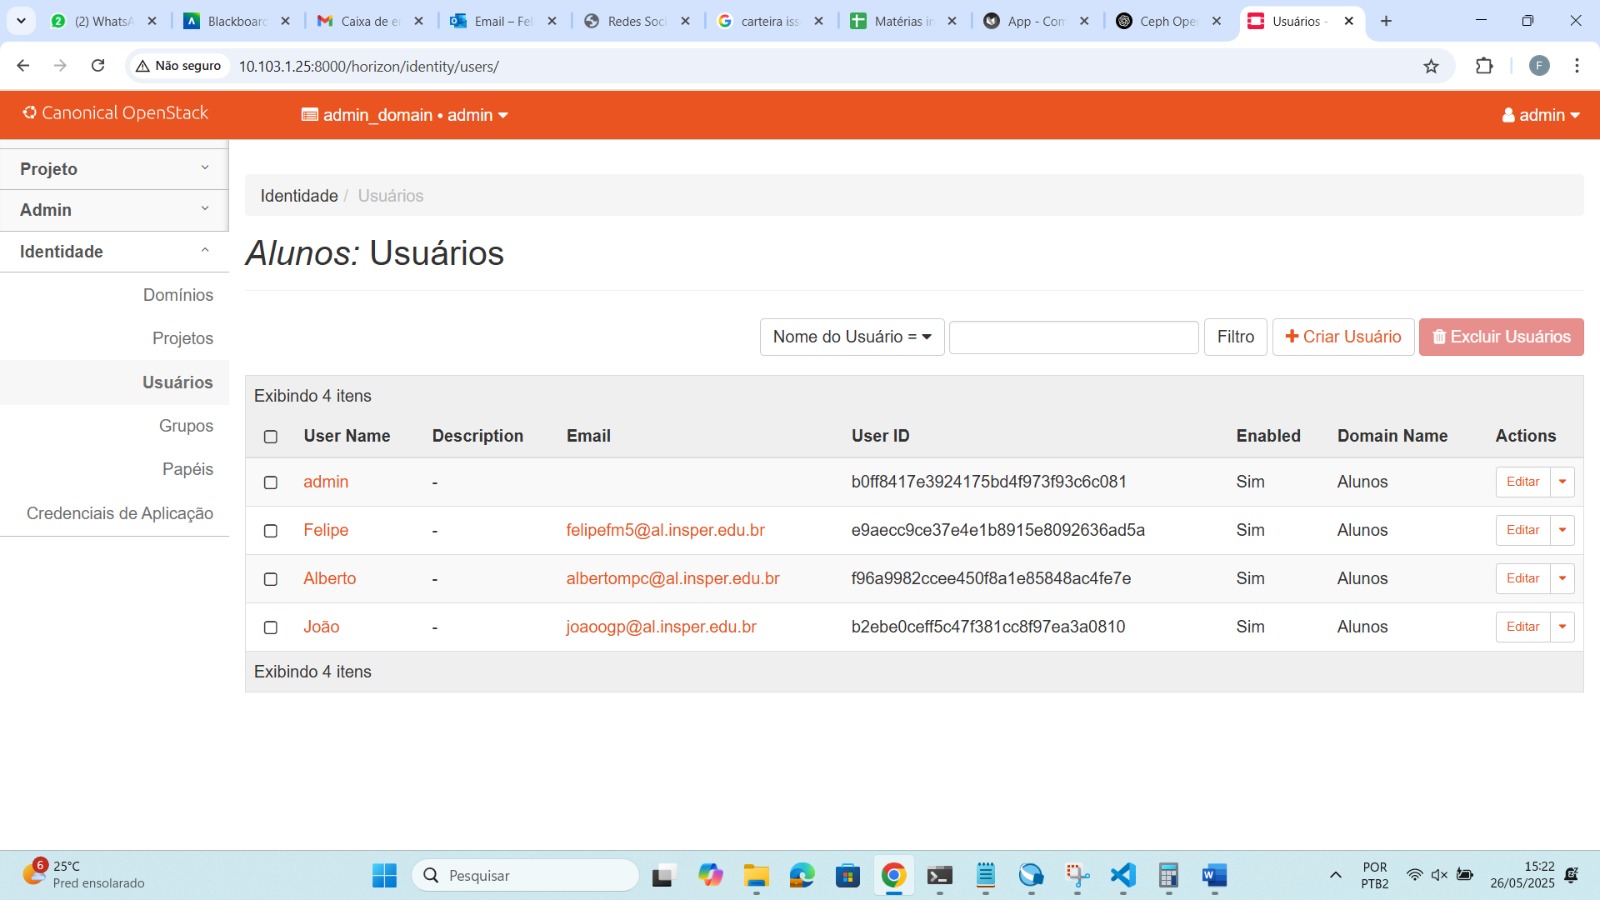 (2) WhatsA
Blackboard
Caixa de e
Email – Fel
Redes Soci
carteira iss
Matérias in
App - Com
Ceph Ope
Usuários -
Não seguro
10.103.1.25:8000/horizon/identity/users/
F
Canonical OpenStack
admin_domain • admin
admin
Projeto
Admin
Identidade
Domínios
Projetos
Usuários
Grupos
Papéis
Credenciais de Aplicação
Identidade / Usuários
Alunos: Usuários
Nome do Usuário =
Filtro
Criar Usuário
Excluir Usuários
Exibindo 4 itens
User Name Description Email User ID Enabled Domain Name Actions
admin - b0ff8417e3924175bd4f973f93c6c081 Sim Alunos Editar
Felipe - felipefm5@al.insper.edu.br e9aecc9ce37e4e1b8915e8092636ad5a Sim Alunos Editar
Alberto - albertompc@al.insper.edu.br f96a9982ccee450f8a1e85848ac4fe7e Sim Alunos Editar
João - joaoogp@al.insper.edu.br b2ebe0ceff5c47f381cc8f97ea3a0810 Sim Alunos Editar
Exibindo 4 itens
6
25°C
Pred ensolarado
Pesquisar
POR
PTB2
15:22
26/05/2025